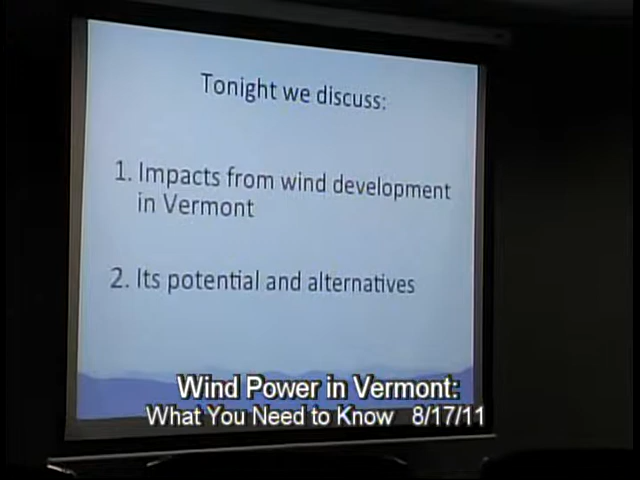 Tonight we discuss:
1. Impacts from wind development
in Vermont
2. Its potential and alternatives
Wind Power in Vermont:
What You Need to Know 8/17/11